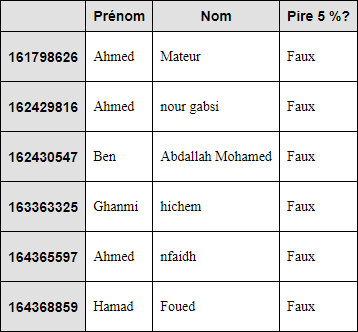 Prénom Nom Pire 5 %?
161798626 Ahmed Mateur Faux
162429816 Ahmed nour gabsi Faux
162430547 Ben Abdallah Mohamed Faux
163363325 Ghanmi hichem Faux
164365597 Ahmed nfaidh Faux
164368859 Hamad Foued Faux